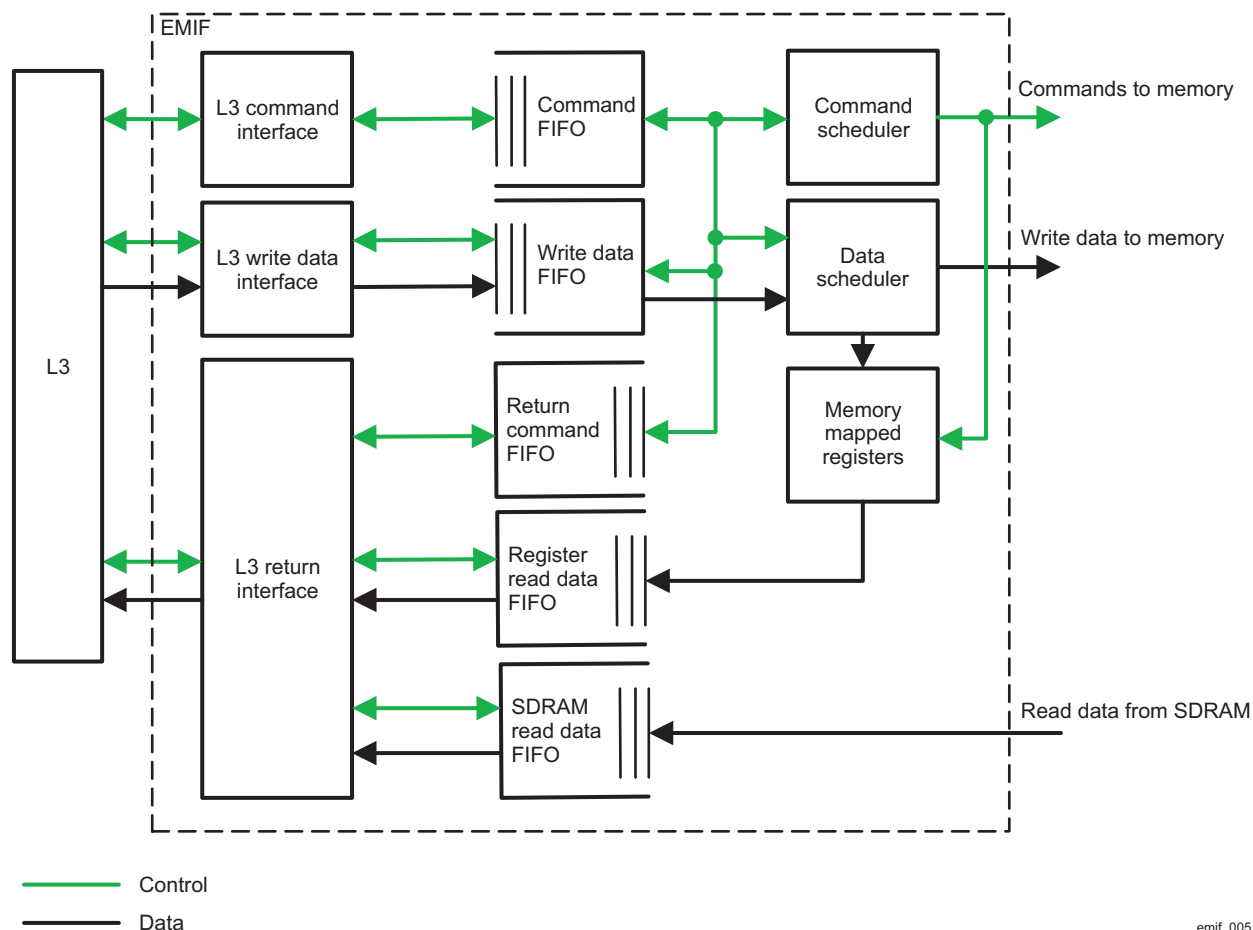 EMIF
L3
L3 command
interface
Command
FIFO
Command
scheduler
Commands to memory
L3 write data
interface
Write data
FIFO
Data
scheduler
Write data to memory
Return
command
FIFO
Memory
mapped
registers
L3 return
interface
Register
read data
FIFO
SDRAM
read data
FIFO
Read data from SDRAM
Control
Data
emif_005